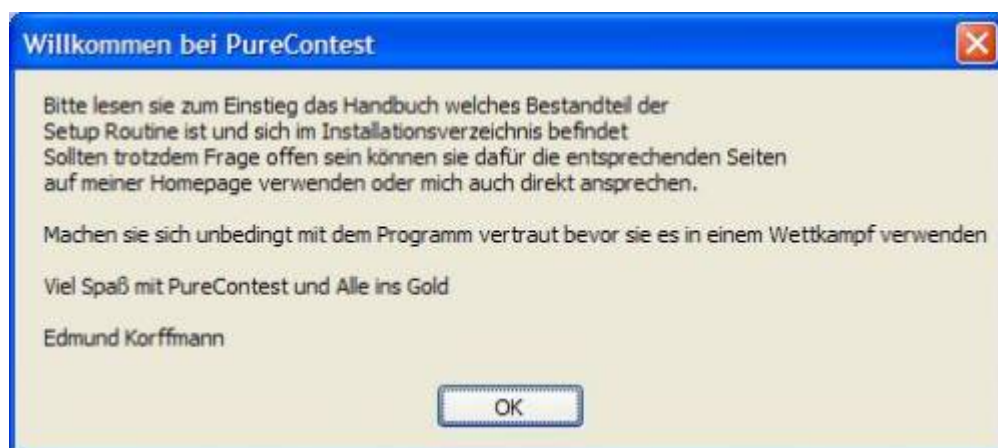 Willkommen bei PureContest
Bitte lesen sie zum Einstieg das Handbuch welches Bestandteil der
Setup Routine ist und sich im Installationsverzeichnis befindet
Sollten trotzdem Frage offen sein können sie dafür die entsprechenden Seiten
auf meiner Homepage verwenden oder mich auch direkt ansprechen.
Machen sie sich unbedingt mit dem Programm vertraut bevor sie es in einem Wettkampf verwenden
Viel Spaß mit PureContest und Alle ins Gold
Edmund Korffmann
OK